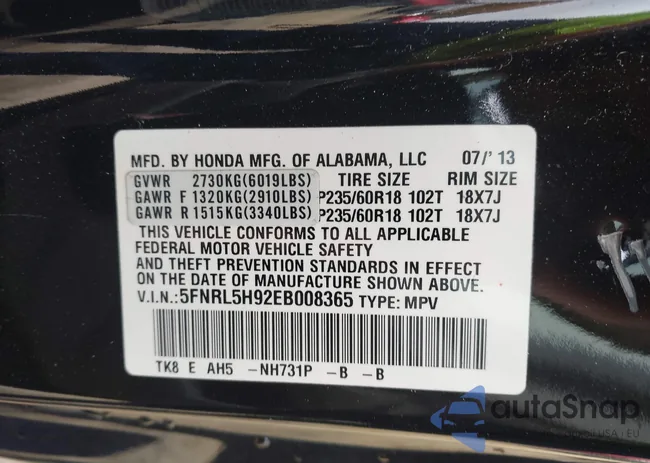 MFD. BY HONDA MFG. OF ALABAMA, LLC 07/' 13
GVWR 2730KG(6019LBS) TIRE SIZE RIM SIZE
GAWR F 1320KG(2910LBS) P235/60R18 102T 18X7J
GAWR R 1515KG(3340LBS) P235/60R18 102T 18X7J
THIS VEHICLE CONFORMS TO ALL APPLICABLE
FEDERAL MOTOR VEHICLE SAFETY
AND THEFT PREVENTION STANDARDS IN EFFECT
ON THE DATE OF MANUFACTURE SHOWN ABOVE.
V.I.N.:5FNRL5H92EB008365 TYPE: MPV
TK8 E AH5 -NH731P -B -B
autoSnap